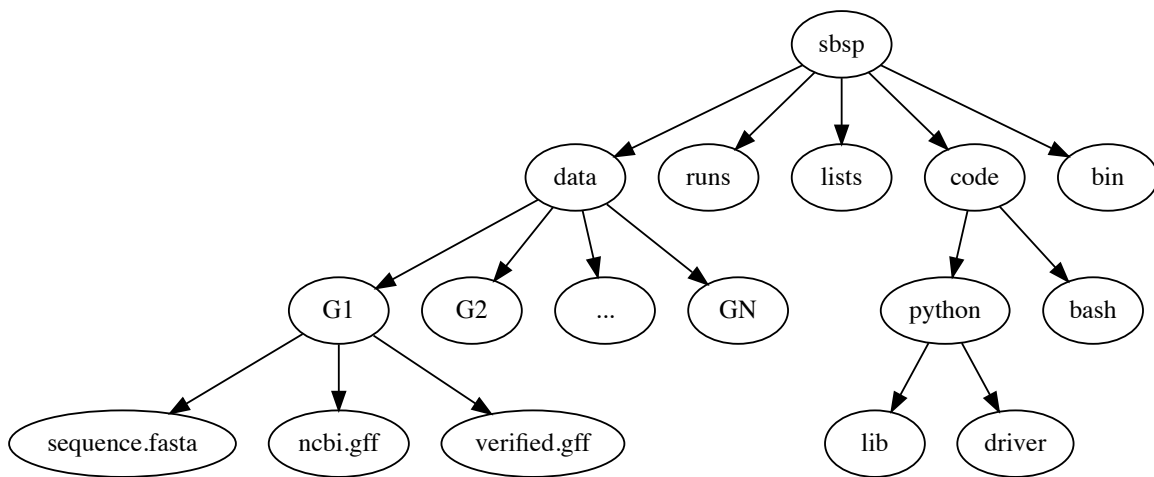 sbsp
data
runs
lists
code
bin
G1
G2
...
GN
python
bash
sequence.fasta
ncbi.gff
verified.gff
lib
driver